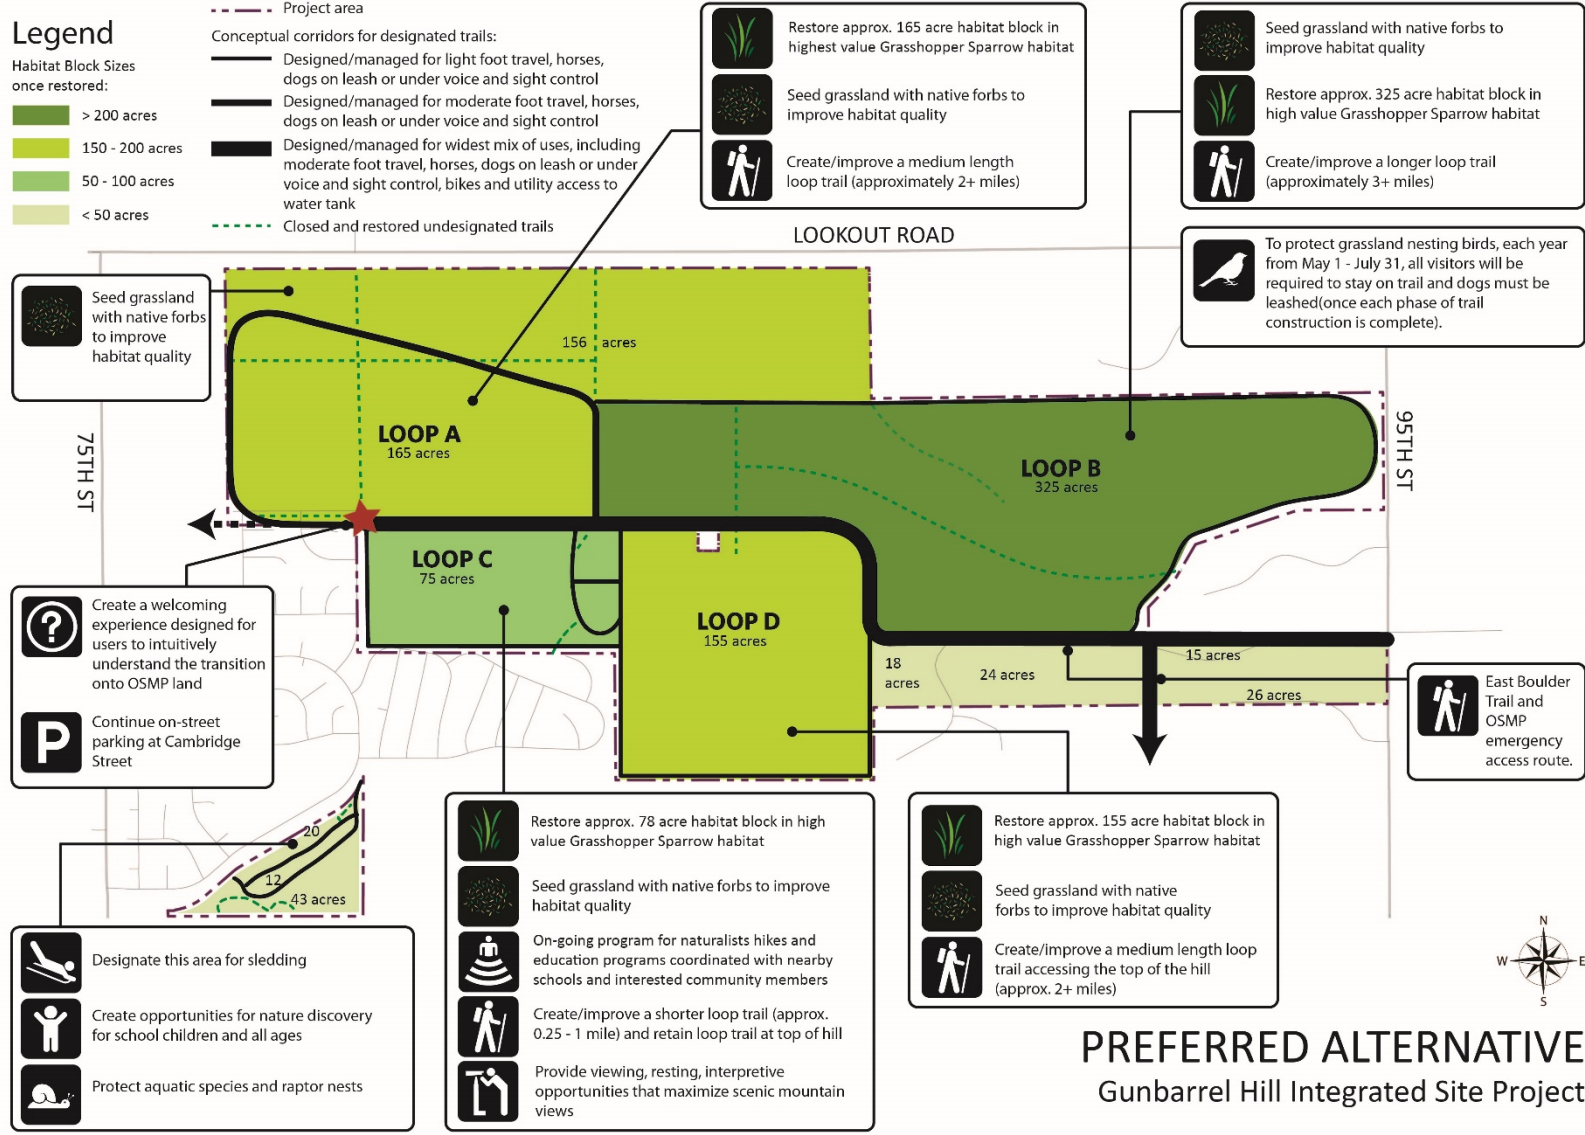 Legend
Habitat Block Sizes
once restored:
> 200 acres
150 - 200 acres
50 - 100 acres
< 50 acres
Project area
Conceptual corridors for designated trails:
Designed/managed for light foot travel, horses,
dogs on leash or under voice and sight control
Designed/managed for moderate foot travel, horses,
dogs on leash or under voice and sight control
Designed/managed for widest mix of uses, including
moderate foot travel, horses, dogs on leash or under
voice and sight control, bikes and utility access to
water tank
Closed and restored undesignated trails
Restore approx. 165 acre habitat block in
highest value Grasshopper Sparrow habitat
Seed grassland with native forbs to
improve habitat quality
Create/improve a medium length
loop trail (approximately 2+ miles)
Seed grassland with native forbs to
improve habitat quality
Restore approx. 325 acre habitat block in
high value Grasshopper Sparrow habitat
Create/improve a longer loop trail
(approximately 3+ miles)
LOOKOUT ROAD
To protect grassland nesting birds, each year
from May 1 - July 31, all visitors will be
required to stay on trail and dogs must be
leashed(once each phase of trail
construction is complete).
Seed grassland
with native forbs
to improve
habitat quality
156 acres
75TH ST
95TH ST
LOOP A
165 acres
LOOP B
325 acres
LOOP C
75 acres
LOOP D
155 acres
18
acres
24 acres
15 acres
26 acres
?
Create a welcoming
experience designed for
users to intuitively
understand the transition
onto OSMP land
P
Continue on-street
parking at Cambridge
Street
East Boulder
Trail and
OSMP
emergency
access route.
20
12
43 acres
Designate this area for sledding
Create opportunities for nature discovery
for school children and all ages
Protect aquatic species and raptor nests
Restore approx. 78 acre habitat block in high
value Grasshopper Sparrow habitat
Seed grassland with native forbs to improve
habitat quality
On-going program for naturalists hikes and
education programs coordinated with nearby
schools and interested community members
Create/improve a shorter loop trail (approx.
0.25 - 1 mile) and retain loop trail at top of hill
Provide viewing, resting, interpretive
opportunities that maximize scenic mountain
views
Restore approx. 155 acre habitat block in
high value Grasshopper Sparrow habitat
Seed grassland with native
forbs to improve habitat quality
Create/improve a medium length loop
trail accessing the top of the hill
(approx. 2+ miles)
N
W E
S
PREFERRED ALTERNATIVE
Gunbarrel Hill Integrated Site Project